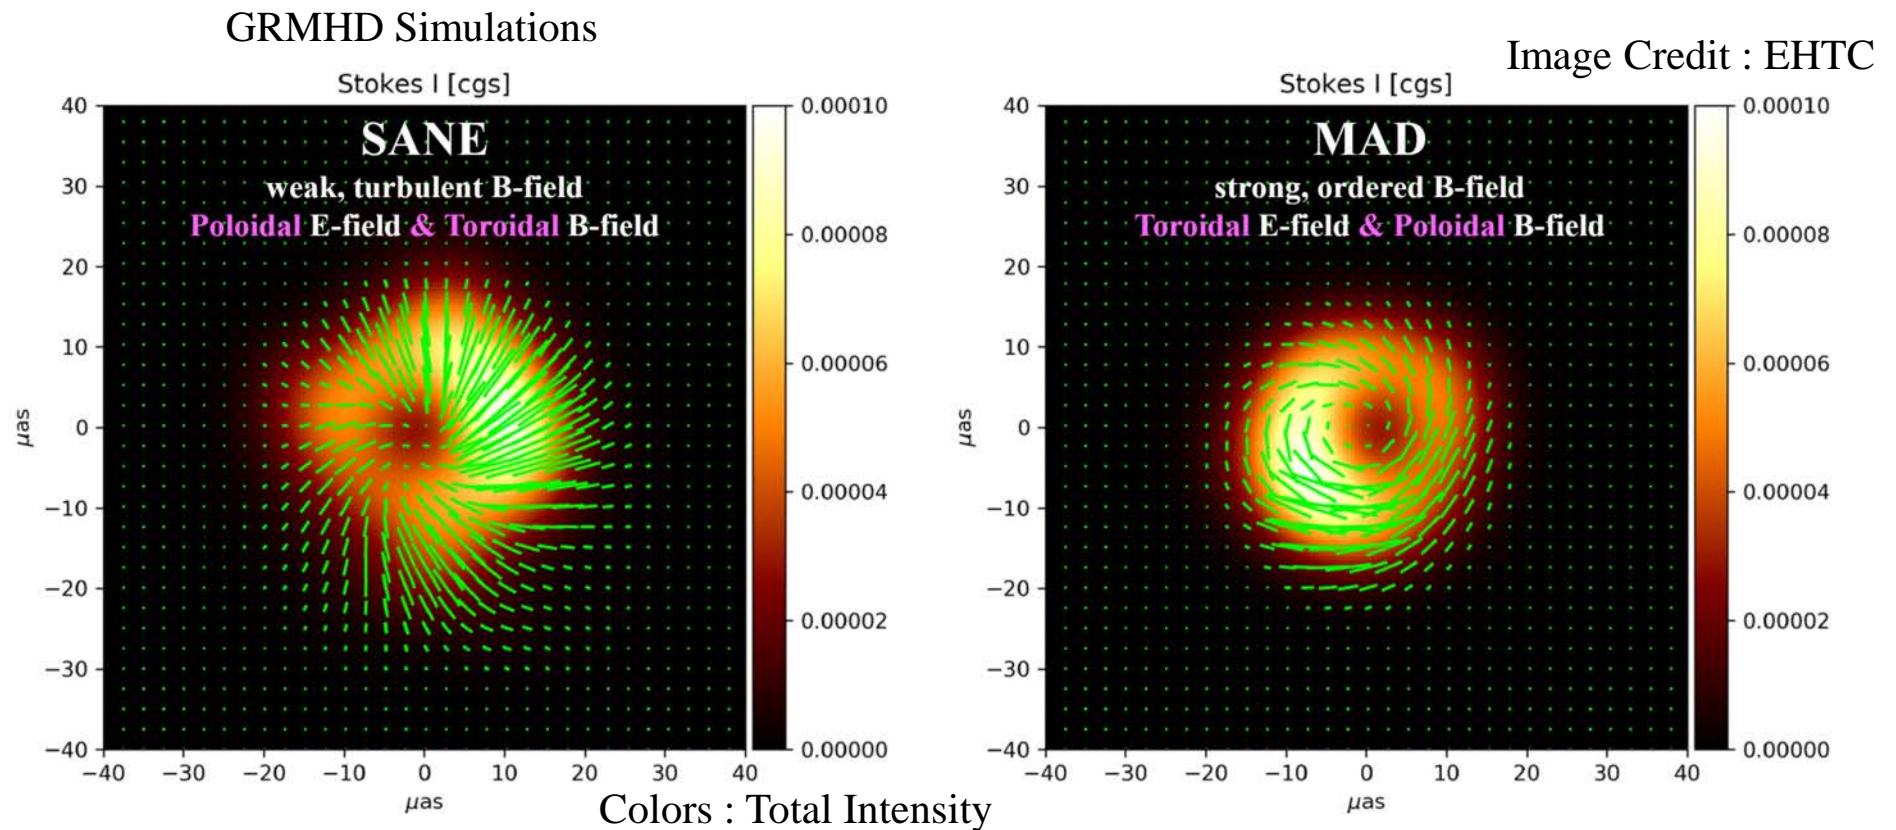 GRMHD Simulations
Image Credit : EHTC
Stokes I [cgs]
SANE
weak, turbulent B-field
Poloidal E-field & Toroidal B-field
40
30
20
10
0
−10
−20
−30
−40
μas
−40 −30 −20 −10 0 10 20 30 40
μas
0.00010
0.00008
0.00006
0.00004
0.00002
0.00000
Stokes I [cgs]
MAD
strong, ordered B-field
Toroidal E-field & Poloidal B-field
40
30
20
10
0
−10
−20
−30
−40
μas
−40 −30 −20 −10 0 10 20 30 40
μas
0.00010
0.00008
0.00006
0.00004
0.00002
0.00000
Colors : Total Intensity